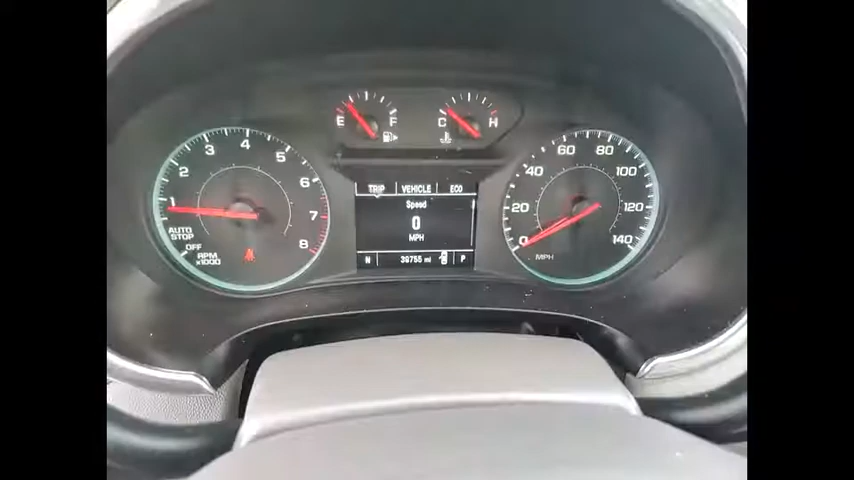 E F
C H
1 2 3 4 5 6 7 8
AUTO STOP
OFF
RPM x1000
TRIP VEHICLE ECO
Speed
0
MPH
N 39755 mi P
0 20 40 60 80 100 120 140
MPH